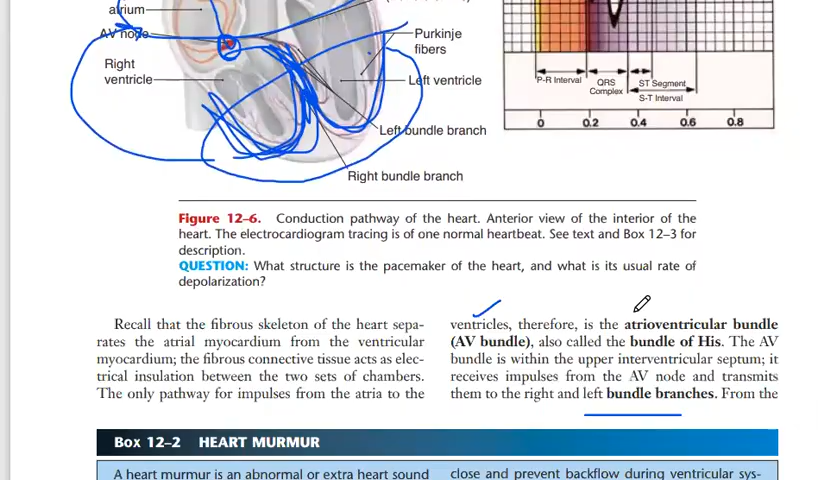 atrium
AV node
Right
ventricle
Purkinje
fibers
Left ventricle
Left bundle branch
Right bundle branch
P-R Interval
QRS
Complex
ST Segment
S-T Interval
0 0.2 0.4 0.6 0.8
Figure 12–6. Conduction pathway of the heart. Anterior view of the interior of the
heart. The electrocardiogram tracing is of one normal heartbeat. See text and Box 12–3 for
description.
QUESTION: What structure is the pacemaker of the heart, and what is its usual rate of
depolarization?
Recall that the fibrous skeleton of the heart sepa-
rates the atrial myocardium from the ventricular
myocardium; the fibrous connective tissue acts as elec-
trical insulation between the two sets of chambers.
The only pathway for impulses from the atria to the
ventricles, therefore, is the atrioventricular bundle
(AV bundle), also called the bundle of His. The AV
bundle is within the upper interventricular septum; it
receives impulses from the AV node and transmits
them to the right and left bundle branches. From the
Box 12–2 HEART MURMUR
A heart murmur is an abnormal or extra heart sound
close and prevent backflow during ventricular sys-